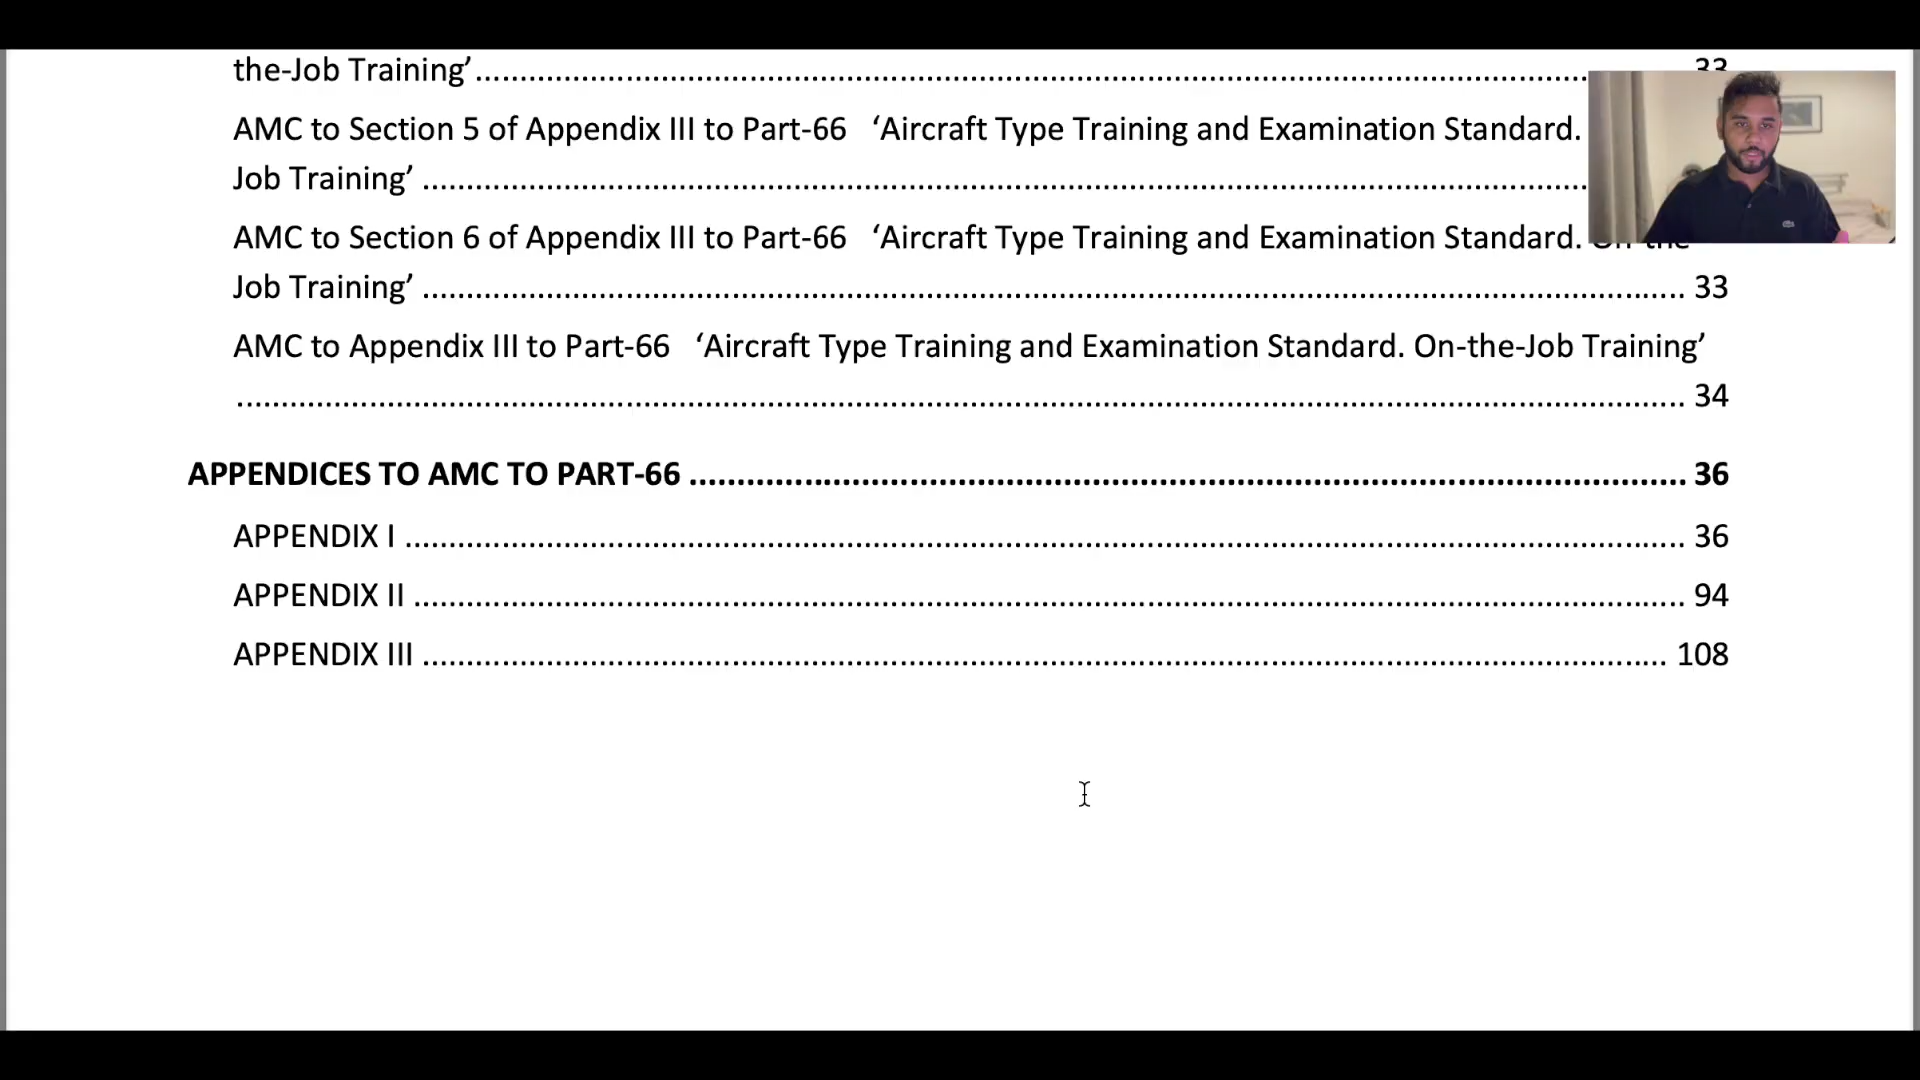 the-Job Training’........................................................................................................................
AMC to Section 5 of Appendix III to Part-66 ‘Aircraft Type Training and Examination Standard.
Job Training’ ........................................................................................................................
AMC to Section 6 of Appendix III to Part-66 ‘Aircraft Type Training and Examination Standard.
Job Training’ ........................................................................................................................ 33
AMC to Appendix III to Part-66 ‘Aircraft Type Training and Examination Standard. On-the-Job Training’
........................................................................................................................ 34
APPENDICES TO AMC TO PART-66 ........................................................................................................................ 36
APPENDIX I ........................................................................................................................ 36
APPENDIX II ........................................................................................................................ 94
APPENDIX III ........................................................................................................................ 108